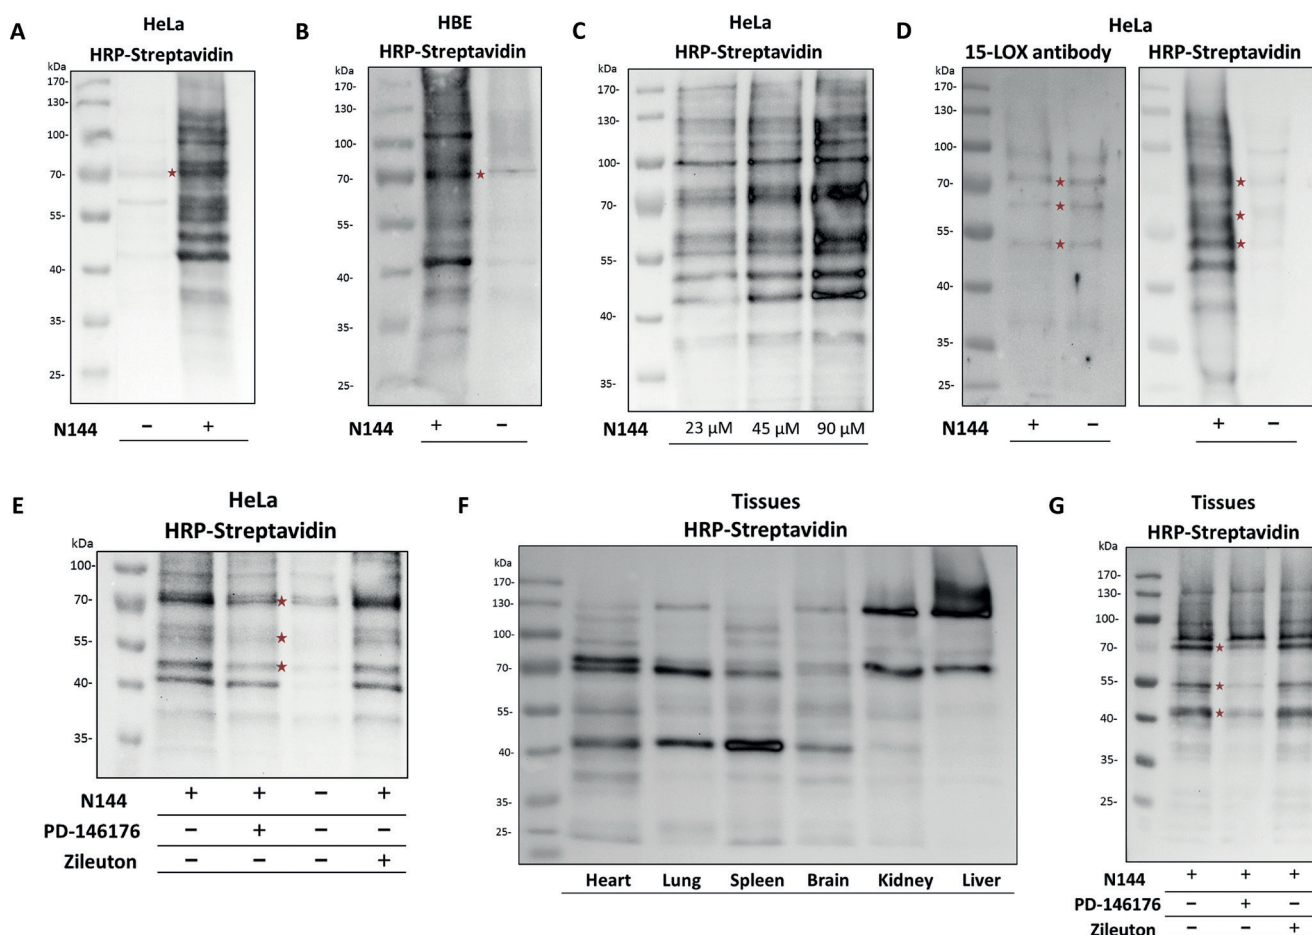 A
HeLa
HRP-Streptavidin
kDa
170-
130-
100-
70-
55-
40-
35-
25-
N144 − +
B
HBE
HRP-Streptavidin
kDa
170-
130-
100-
70-
55-
40-
35-
25-
N144 + −
C
HeLa
HRP-Streptavidin
kDa
170-
130-
100-
70-
55-
40-
35-
N144 23 µM 45 µM 90 µM
D
HeLa
15-LOX antibody HRP-Streptavidin
kDa
170-
130-
100-
70-
55-
40-
35-
25-
N144 + − + −
E
HeLa
HRP-Streptavidin
kDa
100-
70-
55-
40-
35-
N144 + + − +
PD-146176 − + − −
Zileuton − − − +
F
Tissues
HRP-Streptavidin
kDa
170-
130-
100-
70-
55-
40-
35-
25-
Heart Lung Spleen Brain Kidney Liver
G
Tissues
HRP-Streptavidin
kDa
170-
130-
100-
70-
55-
40-
35-
25-
N144 + + +
PD-146176 − + −
Zileuton − − +